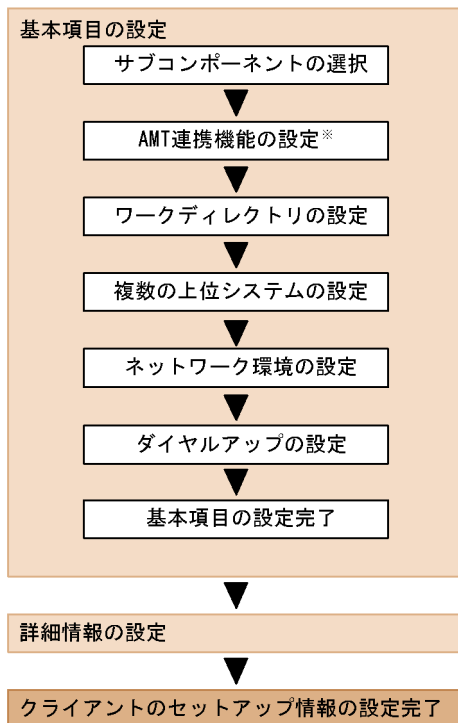 基本項目の設定
サブコンポーネントの選択
AMT連携機能の設定※
ワークディレクトリの設定
複数の上位システムの設定
ネットワーク環境の設定
ダイヤルアップの設定
基本項目の設定完了
詳細情報の設定
クライアントのセットアップ情報の設定完了